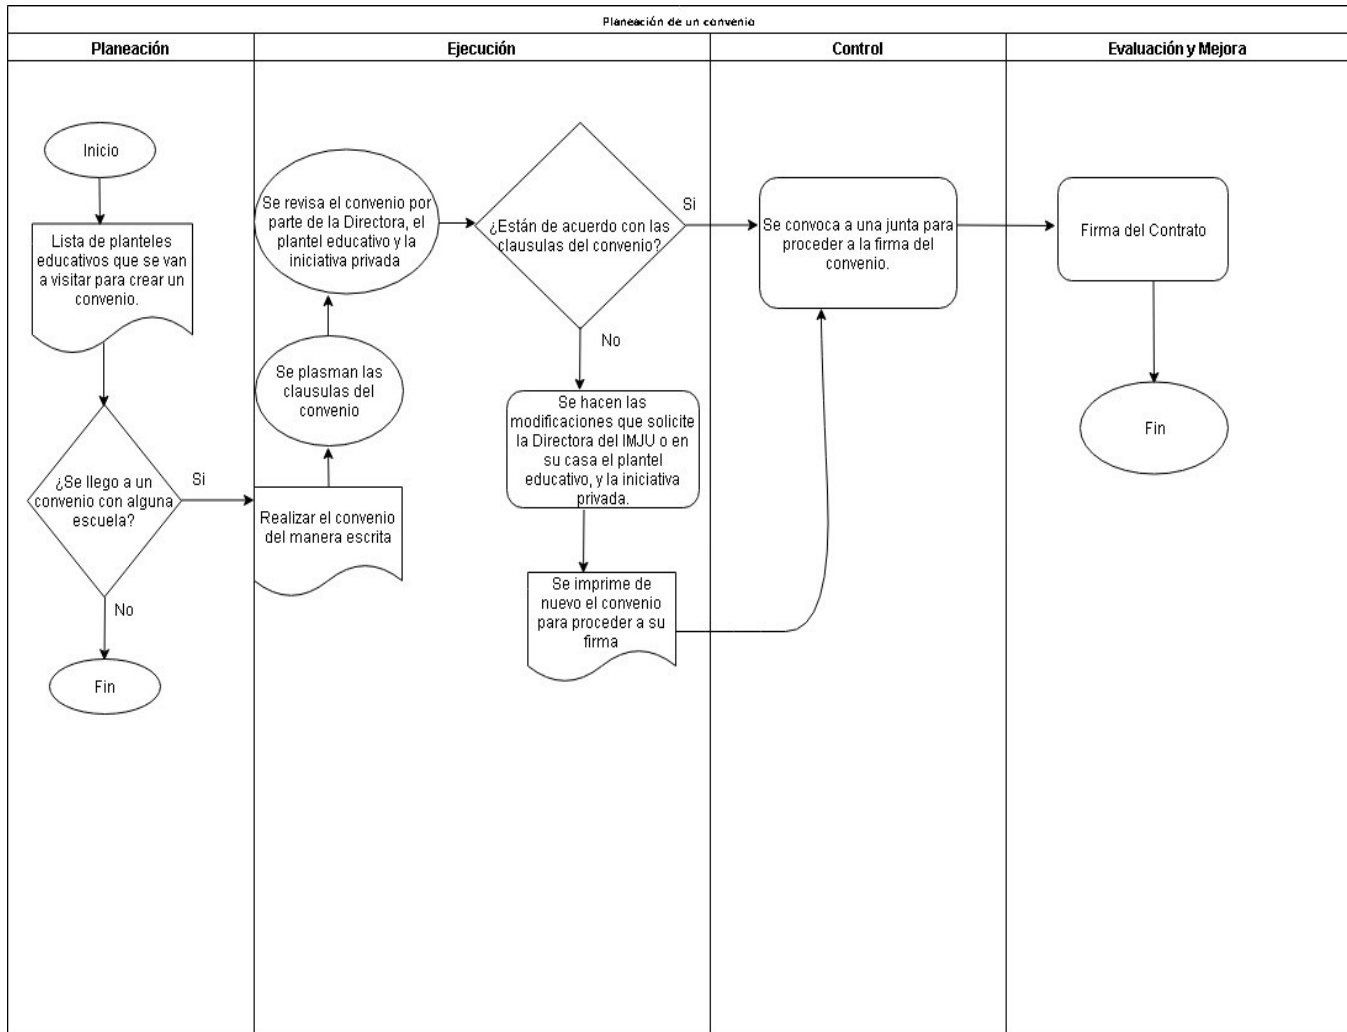 Planeación de un convenio
Planeación
Ejecución
Control
Evaluación y Mejora
Inicio
Lista de planteles
educativos que se van
a visitar para crear un
convenio.
¿Se llego a un
convenio con alguna
escuela?
Si
No
Fin
Realizar el convenio
del manera escrita
Se plasman las
clausulas del
convenio
Se revisa el convenio por
parte de la Directora, el
plantel educativo y la
iniciativa privada
¿Están de acuerdo con las
clausulas del convenio?
Si
No
Se hacen las
modificaciones que solicite
la Directora del IMJU o en
su casa el plantel
educativo, y la iniciativa
privada.
Se imprime de
nuevo el convenio
para proceder a su
firma
Se convoca a una junta para
proceder a la firma del
convenio.
Firma del Contrato
Fin